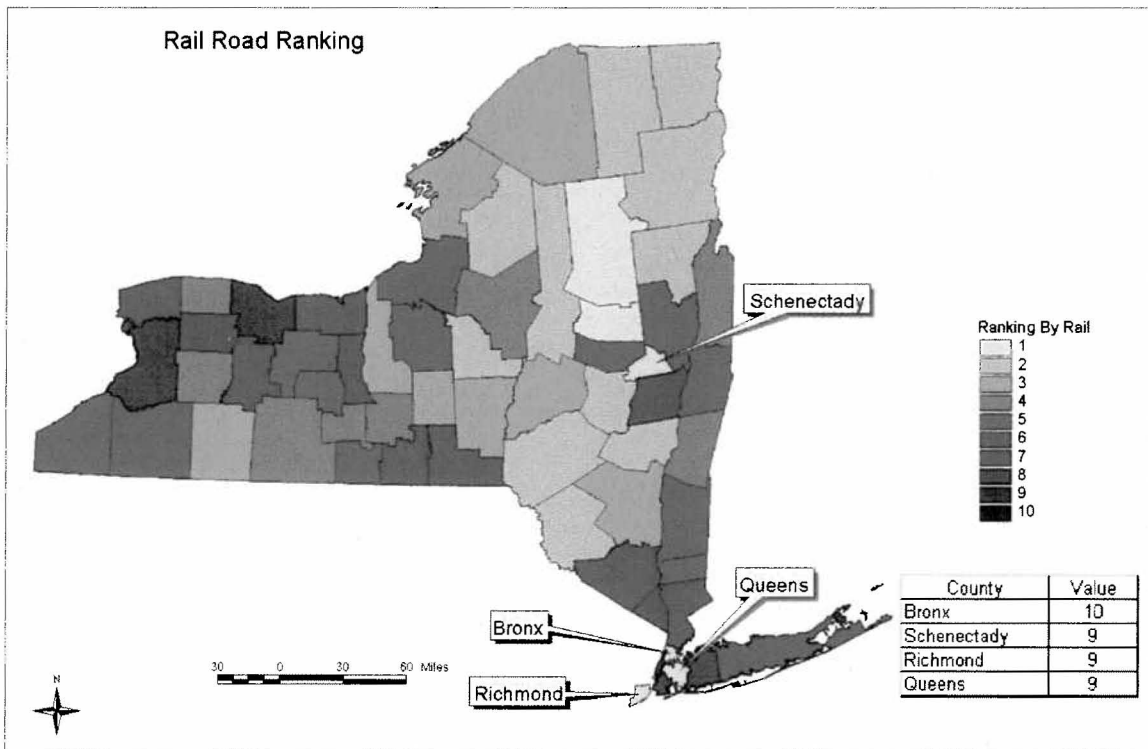 Rail Road Ranking
Schenectady
Ranking By Rail
1
2
3
4
5
6
7
8
9
10
Queens
Bronx
Richmond
County Value
Bronx 10
Schenectady 9
Richmond 9
Queens 9
30 0 30 60 Miles
N